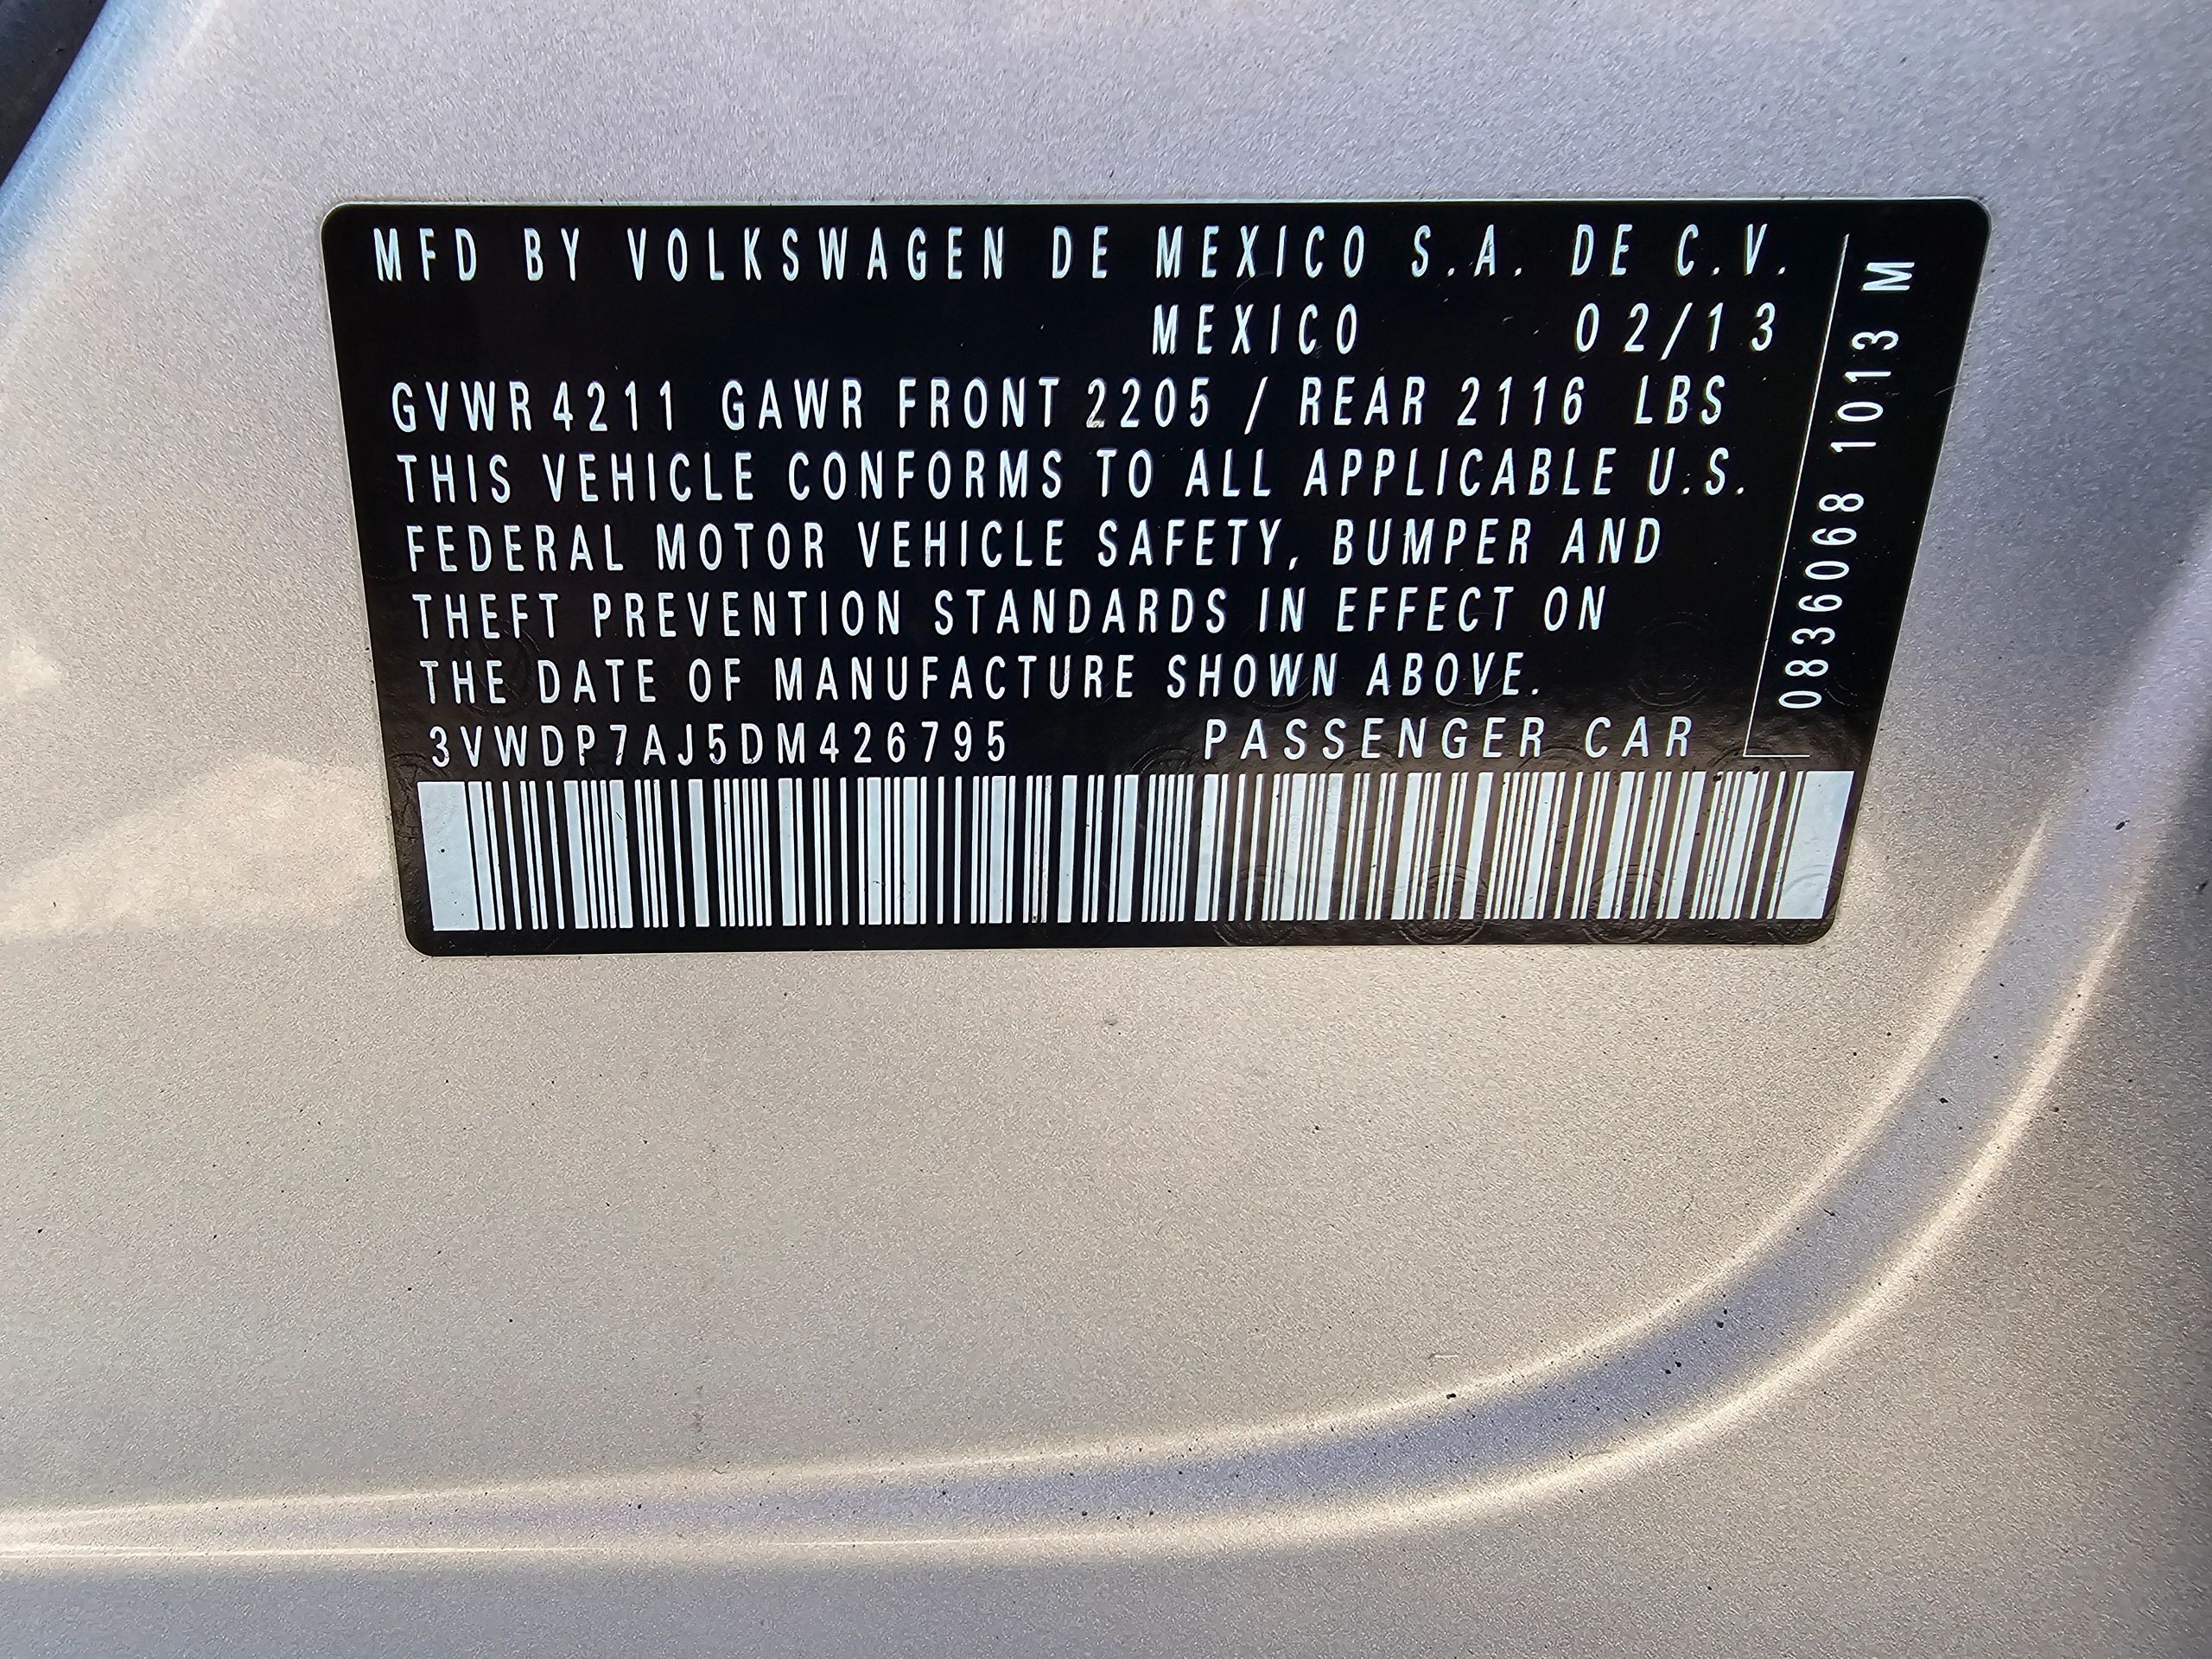 MFD BY VOLKSWAGEN DE MEXICO S.A. DE C.V.
MEXICO 02/13
GVWR 4211 GAWR FRONT 2205 / REAR 2116 LBS
THIS VEHICLE CONFORMS TO ALL APPLICABLE U.S.
FEDERAL MOTOR VEHICLE SAFETY, BUMPER AND
THEFT PREVENTION STANDARDS IN EFFECT ON
THE DATE OF MANUFACTURE SHOWN ABOVE.
3VWDP7AJ5DM426795 PASSENGER CAR
0836068 1013 M